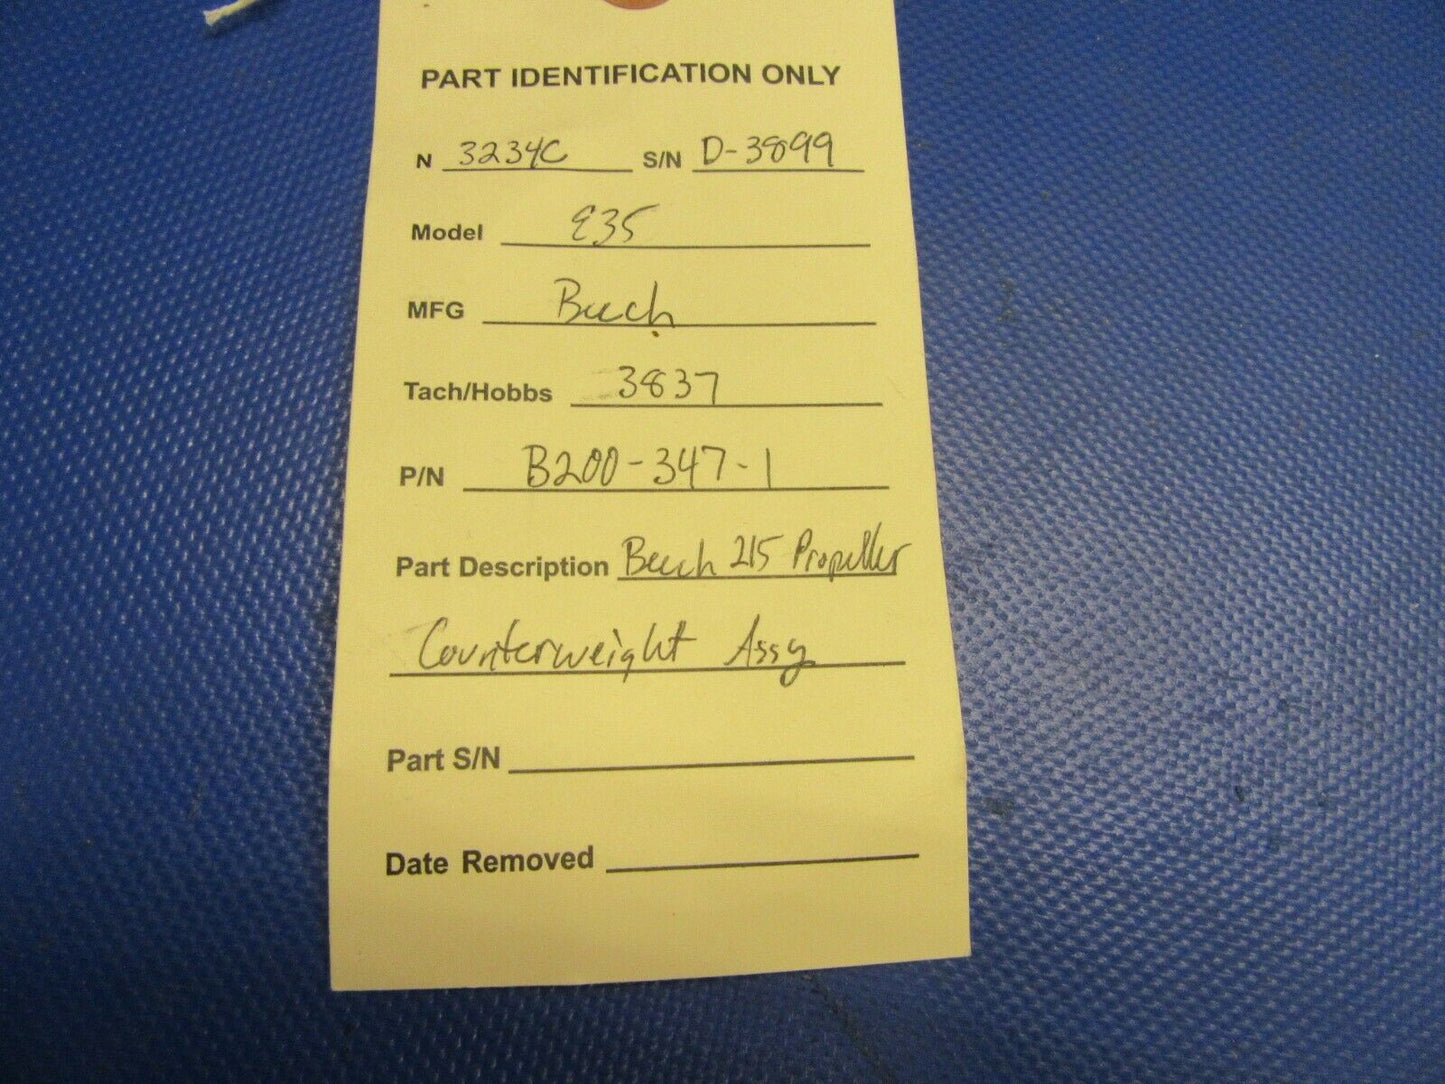 PART IDENTIFICATION ONLY
N 3234C S/N D-3899
Model E35
MFG Beech
Tach/Hobbs 3837
P/N B200-347-1
Part Description Beech 215 Propeller
Counterweight Assy
Part S/N
Date Removed